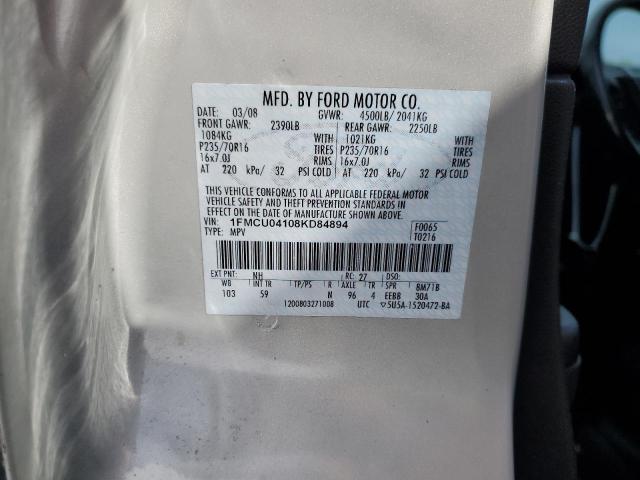 MFD. BY FORD MOTOR CO.
DATE: 03/08 GVWR: 4500LB/ 2041KG
FRONT GAWR: 2390LB REAR GAWR: 2250LB
1084KG WITH 1021KG WITH
P235/70R16 TIRES P235/70R16 TIRES
16x7.0J RIMS 16x7.0J RIMS
AT 220 kPa/ 32 PSI COLD AT 220 kPa/ 32 PSI COLD
THIS VEHICLE CONFORMS TO ALL APPLICABLE FEDERAL MOTOR
VEHICLE SAFETY AND THEFT PREVENTION STANDARDS IN
EFFECT ON THE DATE OF MANUFACTURE SHOWN ABOVE.
VIN: 1FMCU04108KD84894 F0065
TYPE: MPV T0216
EXT PNT: NH RC: 27 DSO:
WB INT TR TP/PS R AXLE TR SPR BM71B
103 59 N 96 4 EEBB 30A
1200803271008 UTC ▽5U5A-1520472-BA